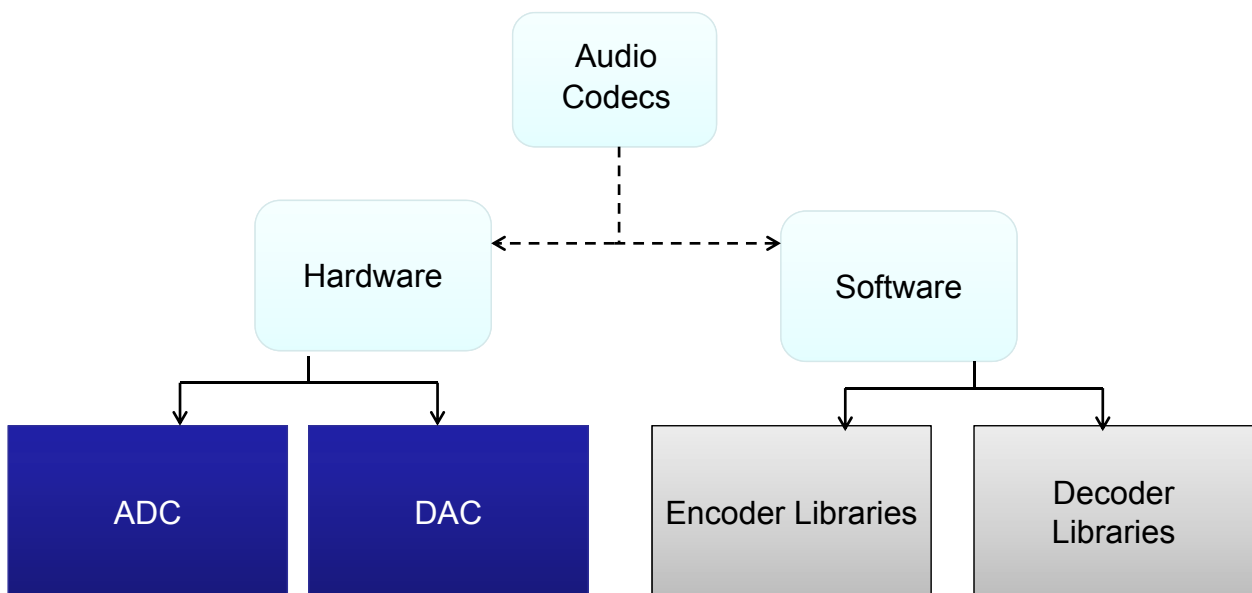 Audio
Codecs
Hardware
Software
ADC
DAC
Encoder Libraries
Decoder
Libraries